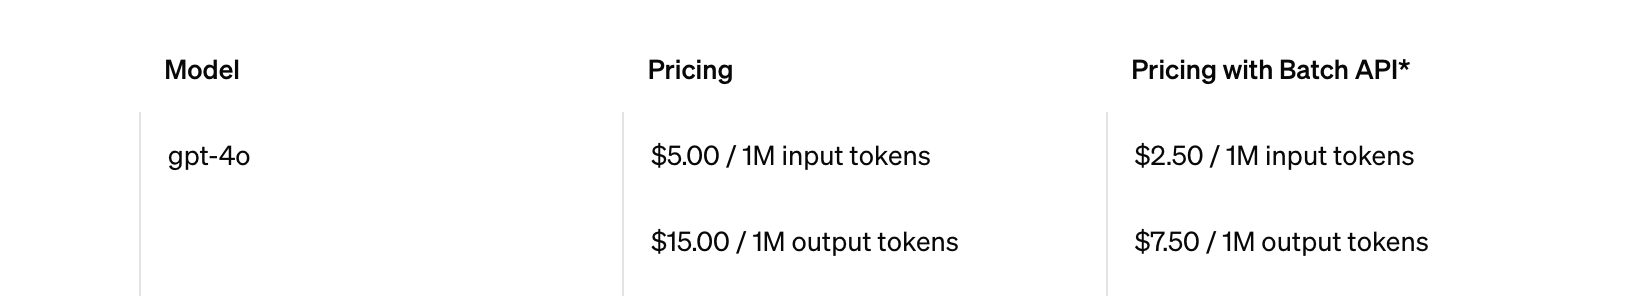 Model Pricing Pricing with Batch API*
gpt-4o $5.00 / 1M input tokens $2.50 / 1M input tokens
$15.00 / 1M output tokens $7.50 / 1M output tokens